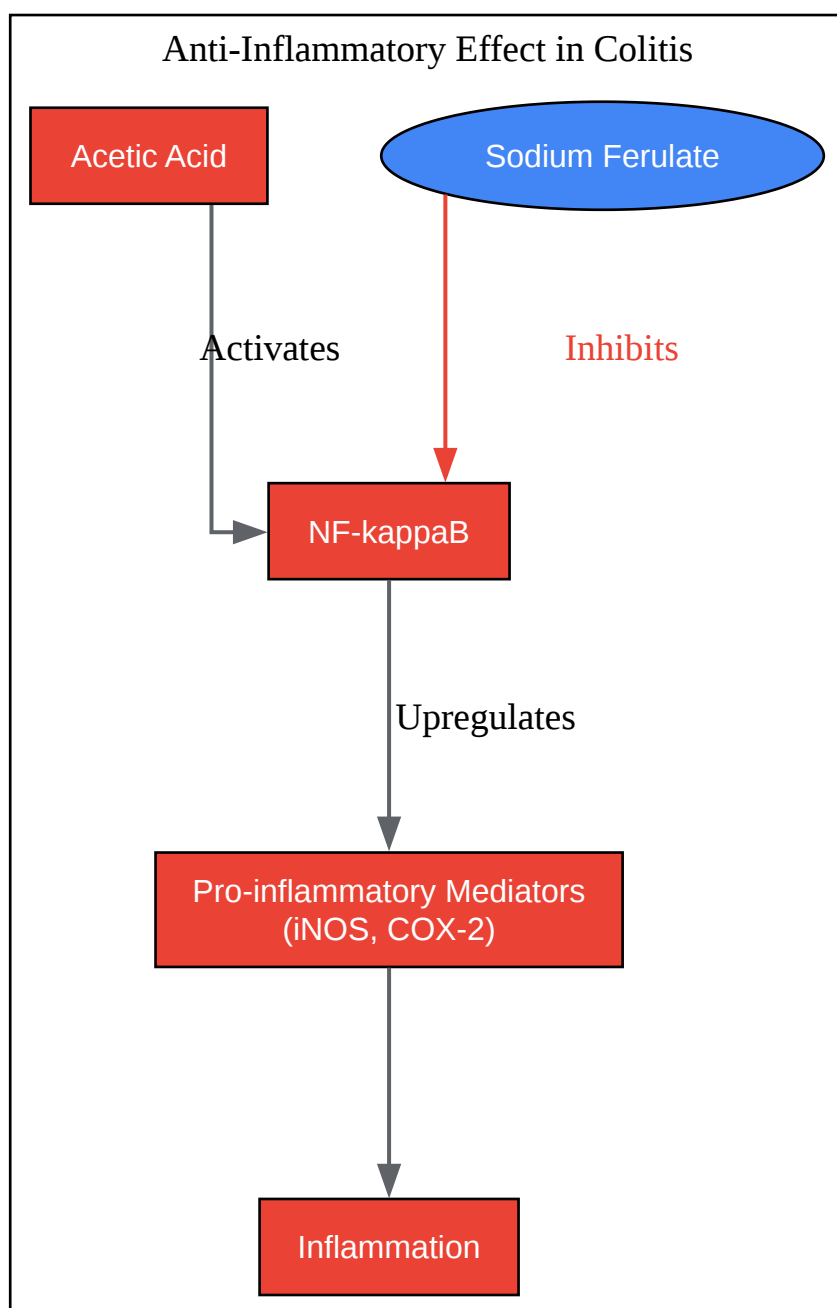 Anti-Inflammatory Effect in Colitis
Acetic Acid
Sodium Ferulate
Activates
Inhibits
NF-kappaB
Upregulates
Pro-inflammatory Mediators
(iNOS, COX-2)
Inflammation